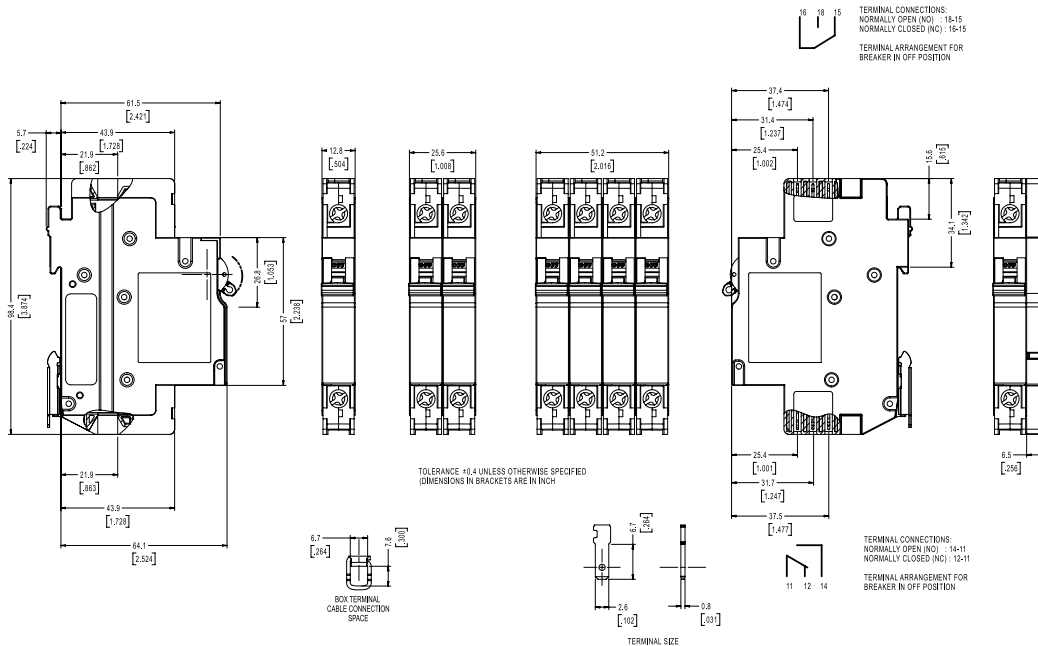 16 18 15
TERMINAL CONNECTIONS:
NORMALLY OPEN (NO) : 18-15
NORMALLY CLOSED (NC) : 16-15
TERMINAL ARRANGEMENT FOR
BREAKER IN OFF POSITION
61.5
[2.421]
5.7
[.224]
43.9
[1.728]
21.9
[.862]
98.4
[3.874]
26.8
[1.053]
57
[2.238]
21.9
[.863]
43.9
[1.728]
64.1
[2.524]
12.8
[.504]
25.6
[1.008]
51.2
[2.016]
OFF
OFF
OFF
OFF
OFF
OFF
OFF
37.4
[1.474]
31.4
[1.237]
25.4
[1.002]
15.6
[.615]
34.1
[1.342]
25.4
[1.001]
31.7
[1.247]
37.5
[1.477]
6.5
[.256]
TOLERANCE ±0.4 UNLESS OTHERWISE SPECIFIED
(DIMENSIONS IN BRACKETS ARE IN INCH
6.7
[.264]
7.6
[.300]
BOX TERMINAL
CABLE CONNECTION
SPACE
6.7
[.264]
2.6
[.102]
0.8
[.031]
TERMINAL SIZE
11 12 14
TERMINAL CONNECTIONS:
NORMALLY OPEN (NO) : 14-11
NORMALLY CLOSED (NC) : 12-11
TERMINAL ARRANGEMENT FOR
BREAKER IN OFF POSITION